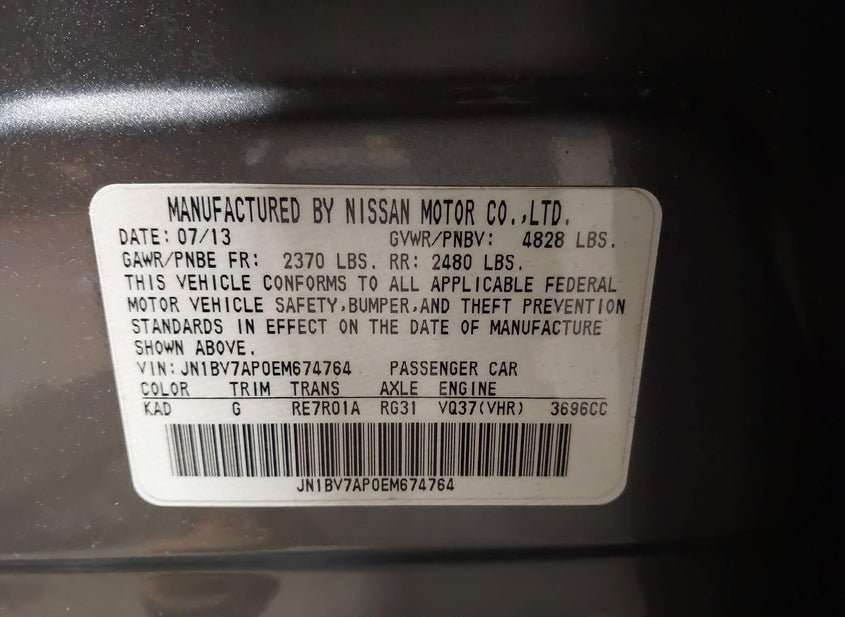 MANUFACTURED BY NISSAN MOTOR CO.,LTD.
DATE: 07/13 GVWR/PNBV: 4828 LBS.
GAWR/PNBE FR: 2370 LBS. RR: 2480 LBS.
THIS VEHICLE CONFORMS TO ALL APPLICABLE FEDERAL
MOTOR VEHICLE SAFETY,BUMPER,AND THEFT PREVENTION
STANDARDS IN EFFECT ON THE DATE OF MANUFACTURE
SHOWN ABOVE.
VIN: JN1BV7AP0EM674764 PASSENGER CAR
COLOR TRIM TRANS AXLE ENGINE
KAD G RE7R01A RG31 VQ37(VHR) 3696CC
JN1BV7AP0EM674764